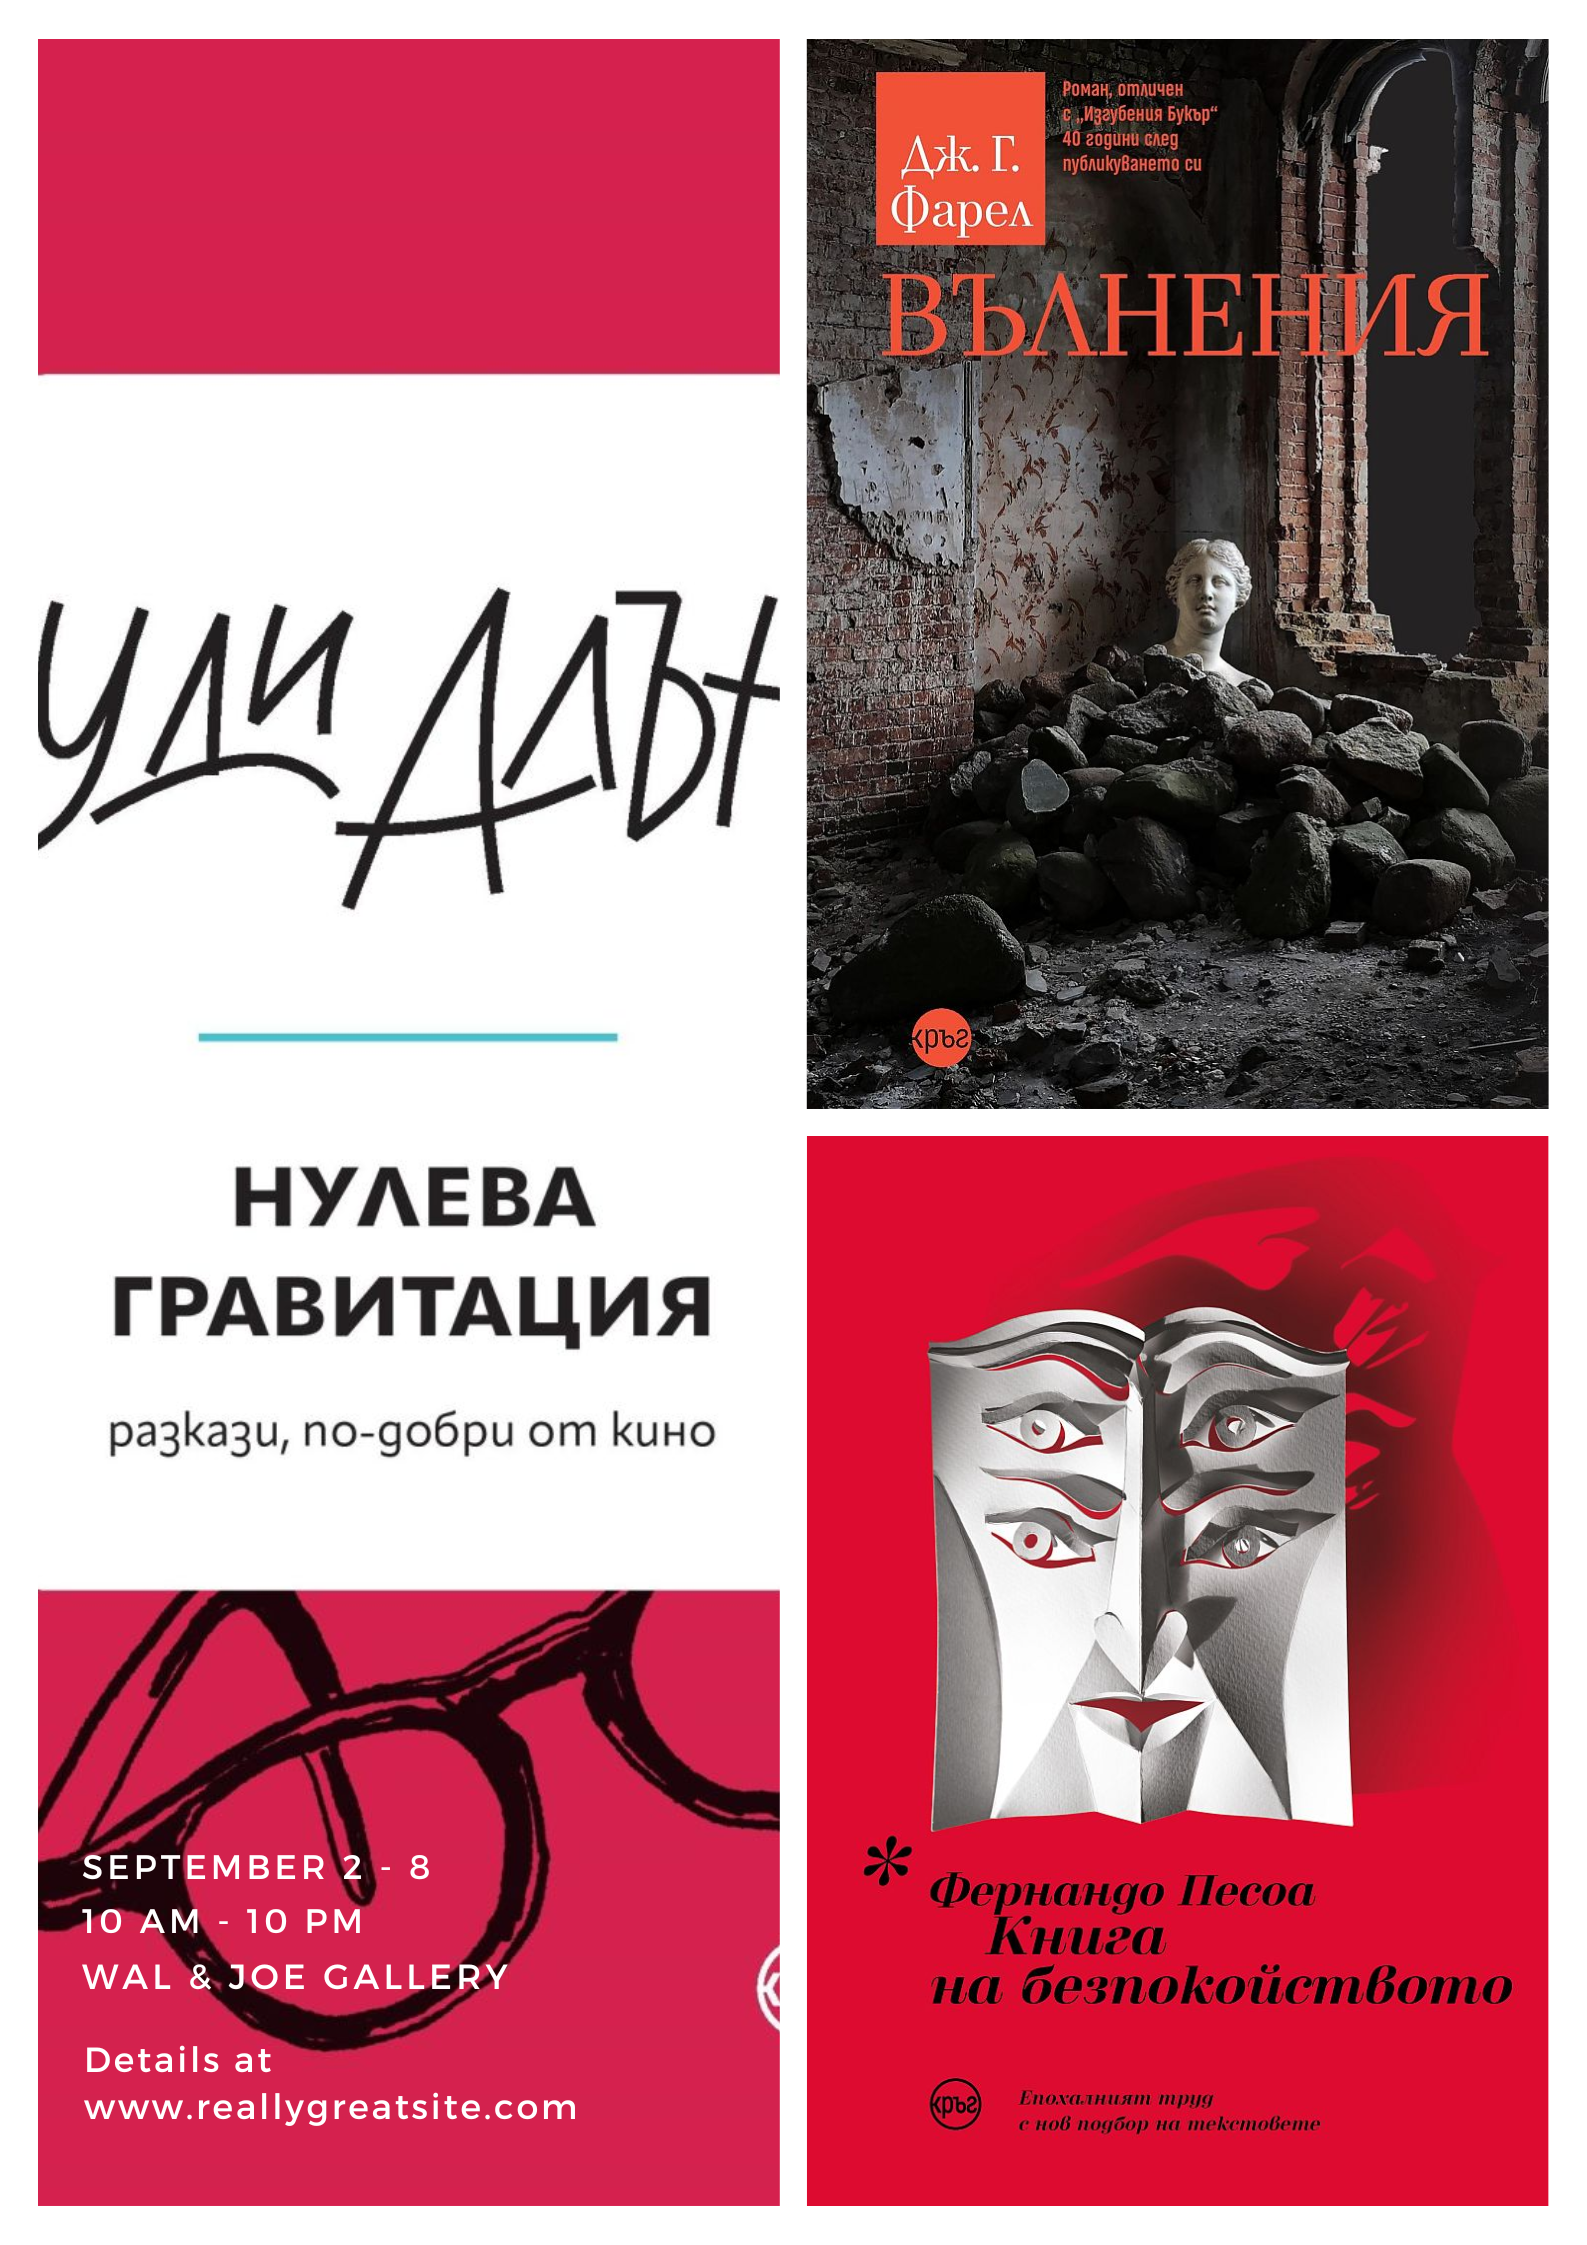 уди Алън
НУЛЕВА
ГРАВИТАЦИЯ
разкази, по-добри от кино
SEPTEMBER 2 - 8
10 AM - 10 PM
WAL & JOE GALLERY
Details at
www.reallygreatsite.com
Дж. Г.
Фарел
Роман, отличен
с „Изгубения Букър“
40 години след
публикуването си
ВЪЛНЕНИЯ
кръг
*
Фернандо Песоа
Книга
на безпокойството
кръг
Епохалният труд
с нов подбор на текстовете